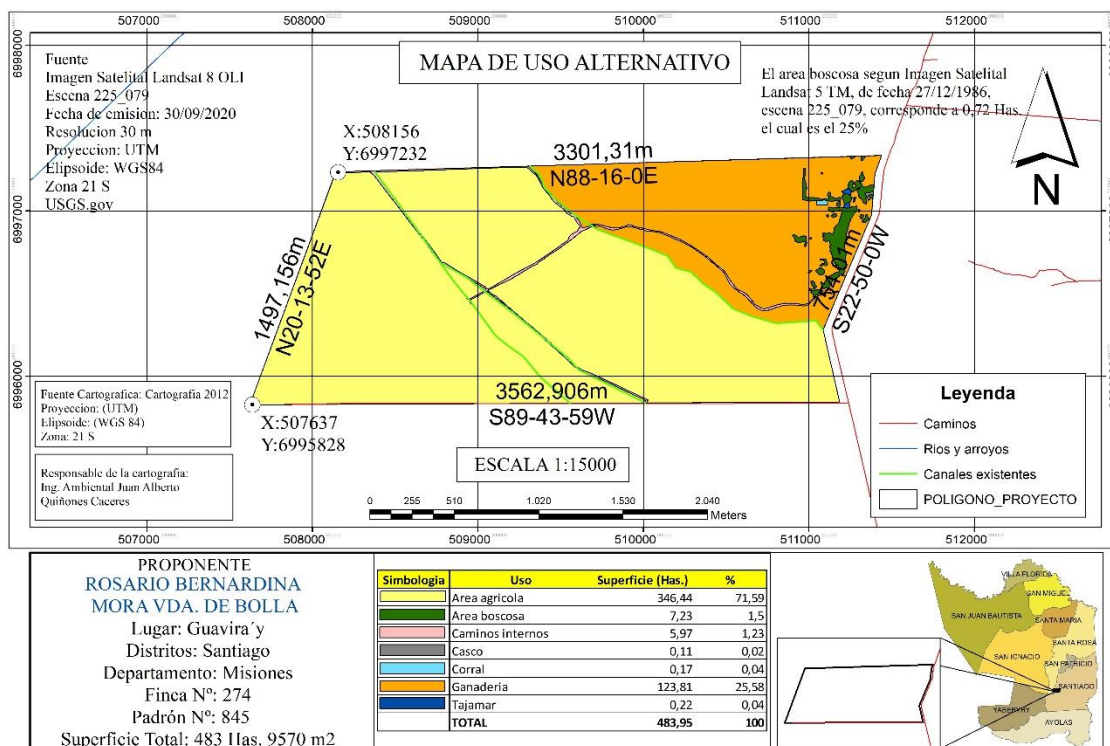 507000 508000 509000 510000 511000 512000
6998000
6997000
6996000
Fuente
Imagen Satelital Landsat 8 OLI
Escena 225_079
Fecha de emision: 30/09/2020
Resolucion 30 m
Proyeccion: UTM
Elipsoide: WGS84
Zona 21 S
USGS.gov
MAPA DE USO ALTERNATIVO
El area boscosa segun Imagen Satelital
Landsat 5 TM, de fecha 27/12/1986,
escena 225_079, corresponde a 0,72 Has.
el cual es el 25%
N
X:508156
Y:6997232
3301,31m
N88-16-0E
1497,156m
N20-13-52E
754,01m
S22-50-0W
3562,906m
S89-43-59W
X:507637
Y:6995828
Fuente Cartografica: Cartografia 2012
Proyeccion: (UTM)
Elipsoide: (WGS 84)
Zona: 21 S
Responsable de la cartografia:
Ing. Ambiental Juan Alberto
Quiñones Caceres
ESCALA 1:15000
0 255 510 1.020 1.530 2.040
Meters
Leyenda
Caminos
Rios y arroyos
Canales existentes
POLIGONO_PROYECTO
507000 508000 509000 510000 511000 512000
PROPONENTE
ROSARIO BERNARDINA
MORA VDA. DE BOLLA
Lugar: Guavira´y
Distritos: Santiago
Departamento: Misiones
Finca Nº: 274
Padrón Nº: 845
Superficie Total: 483 Has. 9570 m2
Simbologia Uso Superficie (Has.) %
Area agricola 346,44 71,59
Area boscosa 7,23 1,5
Caminos internos 5,97 1,23
Casco 0,11 0,02
Corral 0,17 0,04
Ganaderia 123,81 25,58
Tajamar 0,22 0,04
TOTAL 483,95 100
VILLA FLORIDA
SAN MIGUEL
SAN JUAN BAUTISTA
SANTA MARIA
SANTA ROSA
SAN IGNACIO
SAN PATRICIO
SANTIAGO
YABEBYRY
AYOLAS